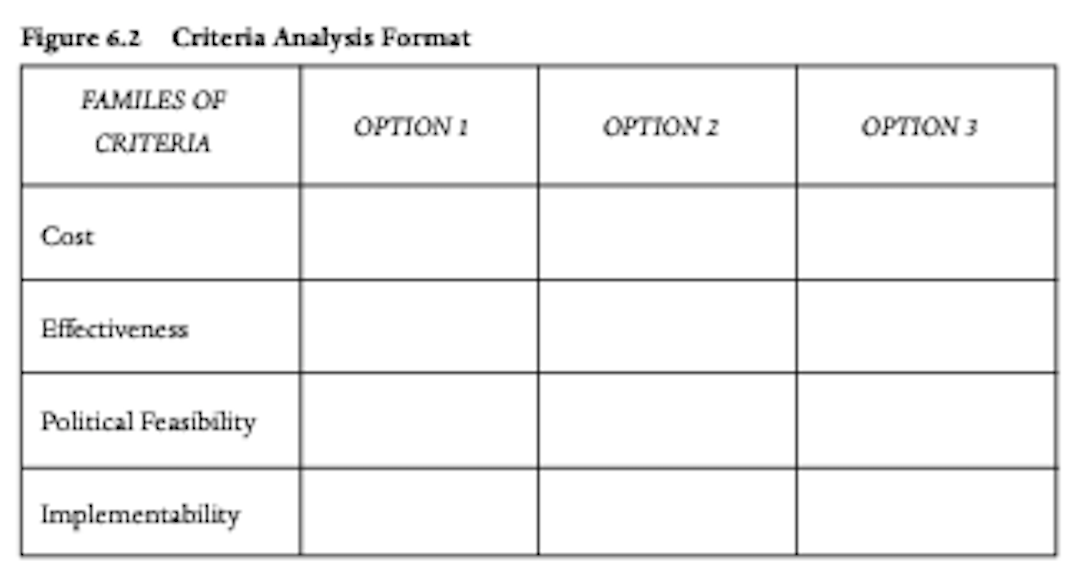 Figure 6.2 Criteria Analysis Format
FAMILES OF
CRITERIA
OPTION 1
OPTION 2
OPTION 3
Cost
Effectiveness
Political Feasibility
Implementability